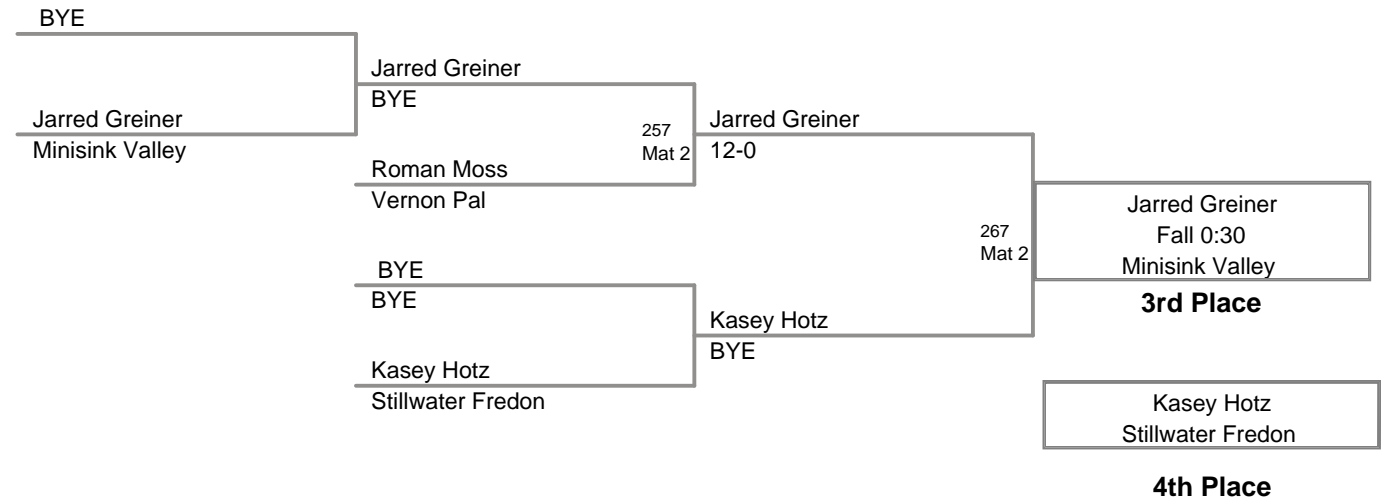 BYE
Jarred Greiner
Minisink Valley
Jarred Greiner
BYE
Roman Moss
Vernon Pal
257
Mat 2
BYE
BYE
Kasey Hotz
Stillwater Fredon
Jarred Greiner
12-0
Kasey Hotz
BYE
267
Mat 2
Jarred Greiner
Fall 0:30
Minisink Valley
3rd Place
Kasey Hotz
Stillwater Fredon
4th Place